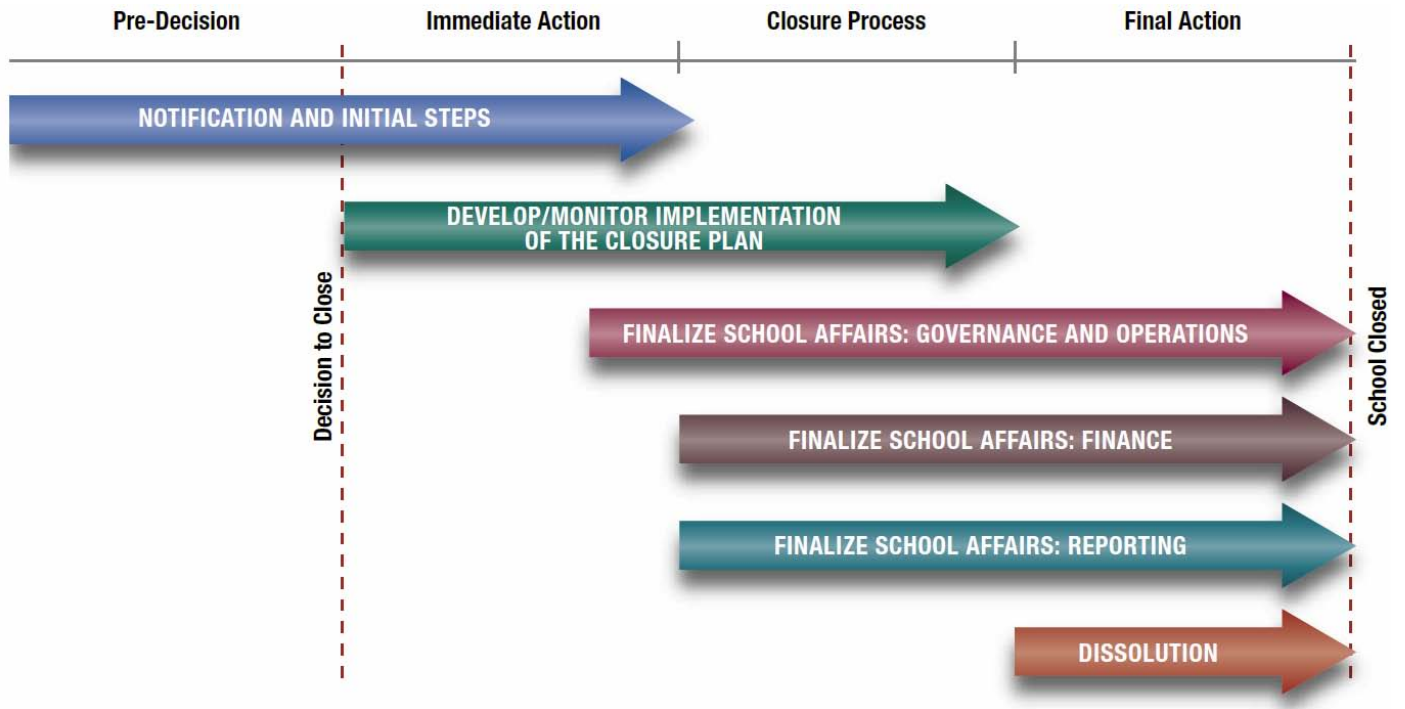 Pre-Decision
Immediate Action
Closure Process
Final Action
NOTIFICATION AND INITIAL STEPS
DEVELOP/MONITOR IMPLEMENTATION
OF THE CLOSURE PLAN
Decision to Close
FINALIZE SCHOOL AFFAIRS: GOVERNANCE AND OPERATIONS
School Closed
FINALIZE SCHOOL AFFAIRS: FINANCE
FINALIZE SCHOOL AFFAIRS: REPORTING
DISSOLUTION